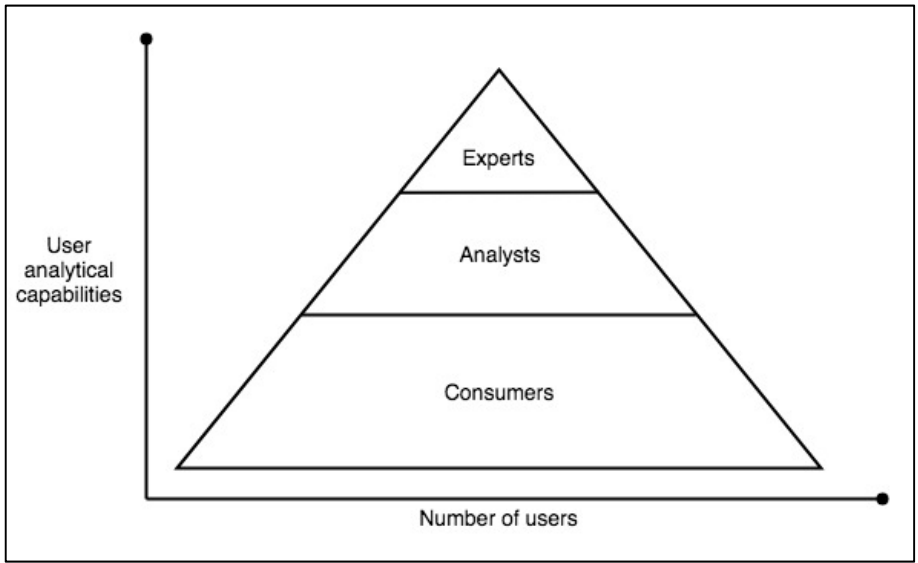 Experts
Analysts
User
analytical
capabilities
Consumers
Number of users